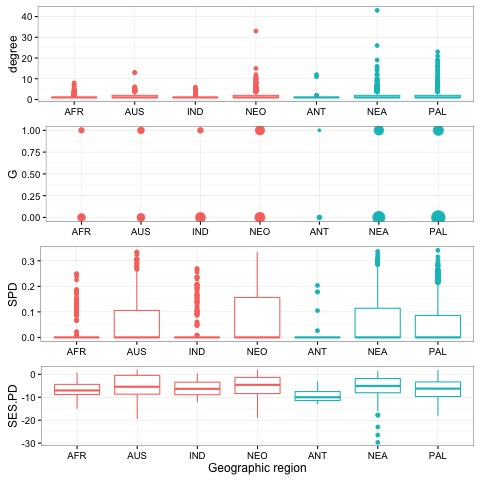 degree
40
30
20
10
0
AFR AUS IND NEO ANT NEA PAL
G
1.00
0.75
0.50
0.25
0.00
AFR AUS IND NEO ANT NEA PAL
SPD
0.3
0.2
0.1
0.0
AFR AUS IND NEO ANT NEA PAL
SES.PD
0
-10
-20
-30
AFR AUS IND NEO ANT NEA PAL
Geographic region